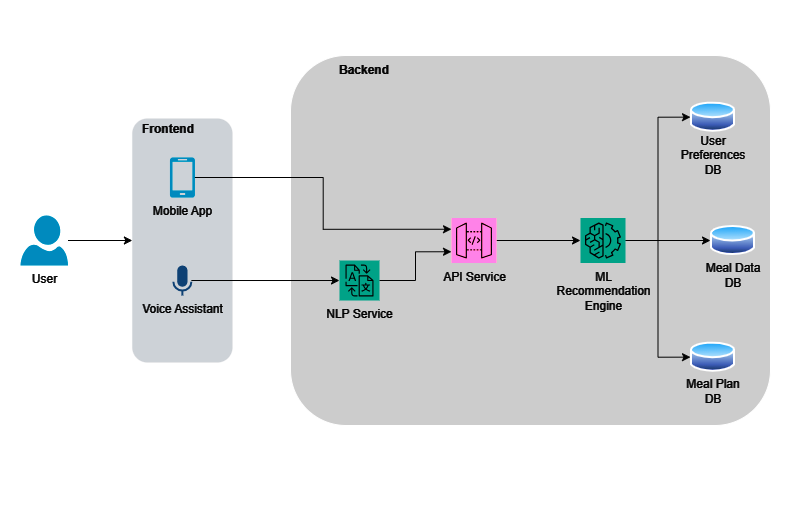 Backend
Frontend
Mobile App
Voice Assistant
User
NLP Service
API Service
ML
Recommendation
Engine
User
Preferences
DB
Meal Data
DB
Meal Plan
DB